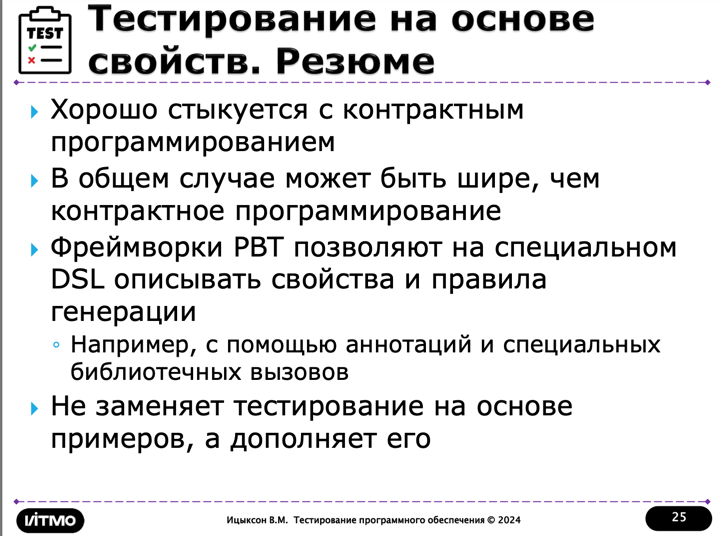 TEST
Тестирование на основе
свойств. Резюме
Хорошо стыкуется с контрактным
программированием
В общем случае может быть шире, чем
контрактное программирование
Фреймворки PBT позволяют на специальном
DSL описывать свойства и правила
генерации
Например, с помощью аннотаций и специальных
библиотечных вызовов
Не заменяет тестирование на основе
примеров, а дополняет его
ИТМО
Ицыксон В.М. Тестирование программного обеспечения © 2024
25